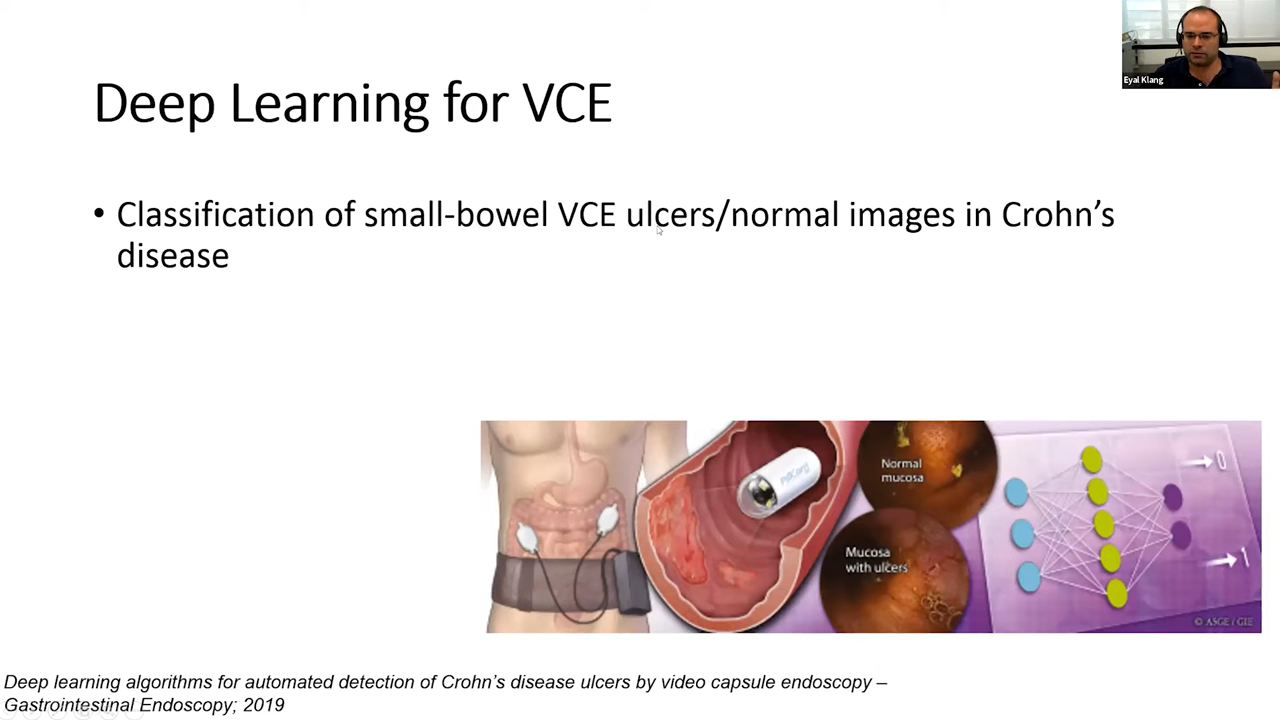 Eyal Klang
Deep Learning for VCE
• Classification of small-bowel VCE ulcers/normal images in Crohn’s
disease
PillCam
Normal
mucosa
Mucosa
with ulcers
0
1
© ASGE / GIE
Deep learning algorithms for automated detection of Crohn’s disease ulcers by video capsule endoscopy –
Gastrointestinal Endoscopy; 2019